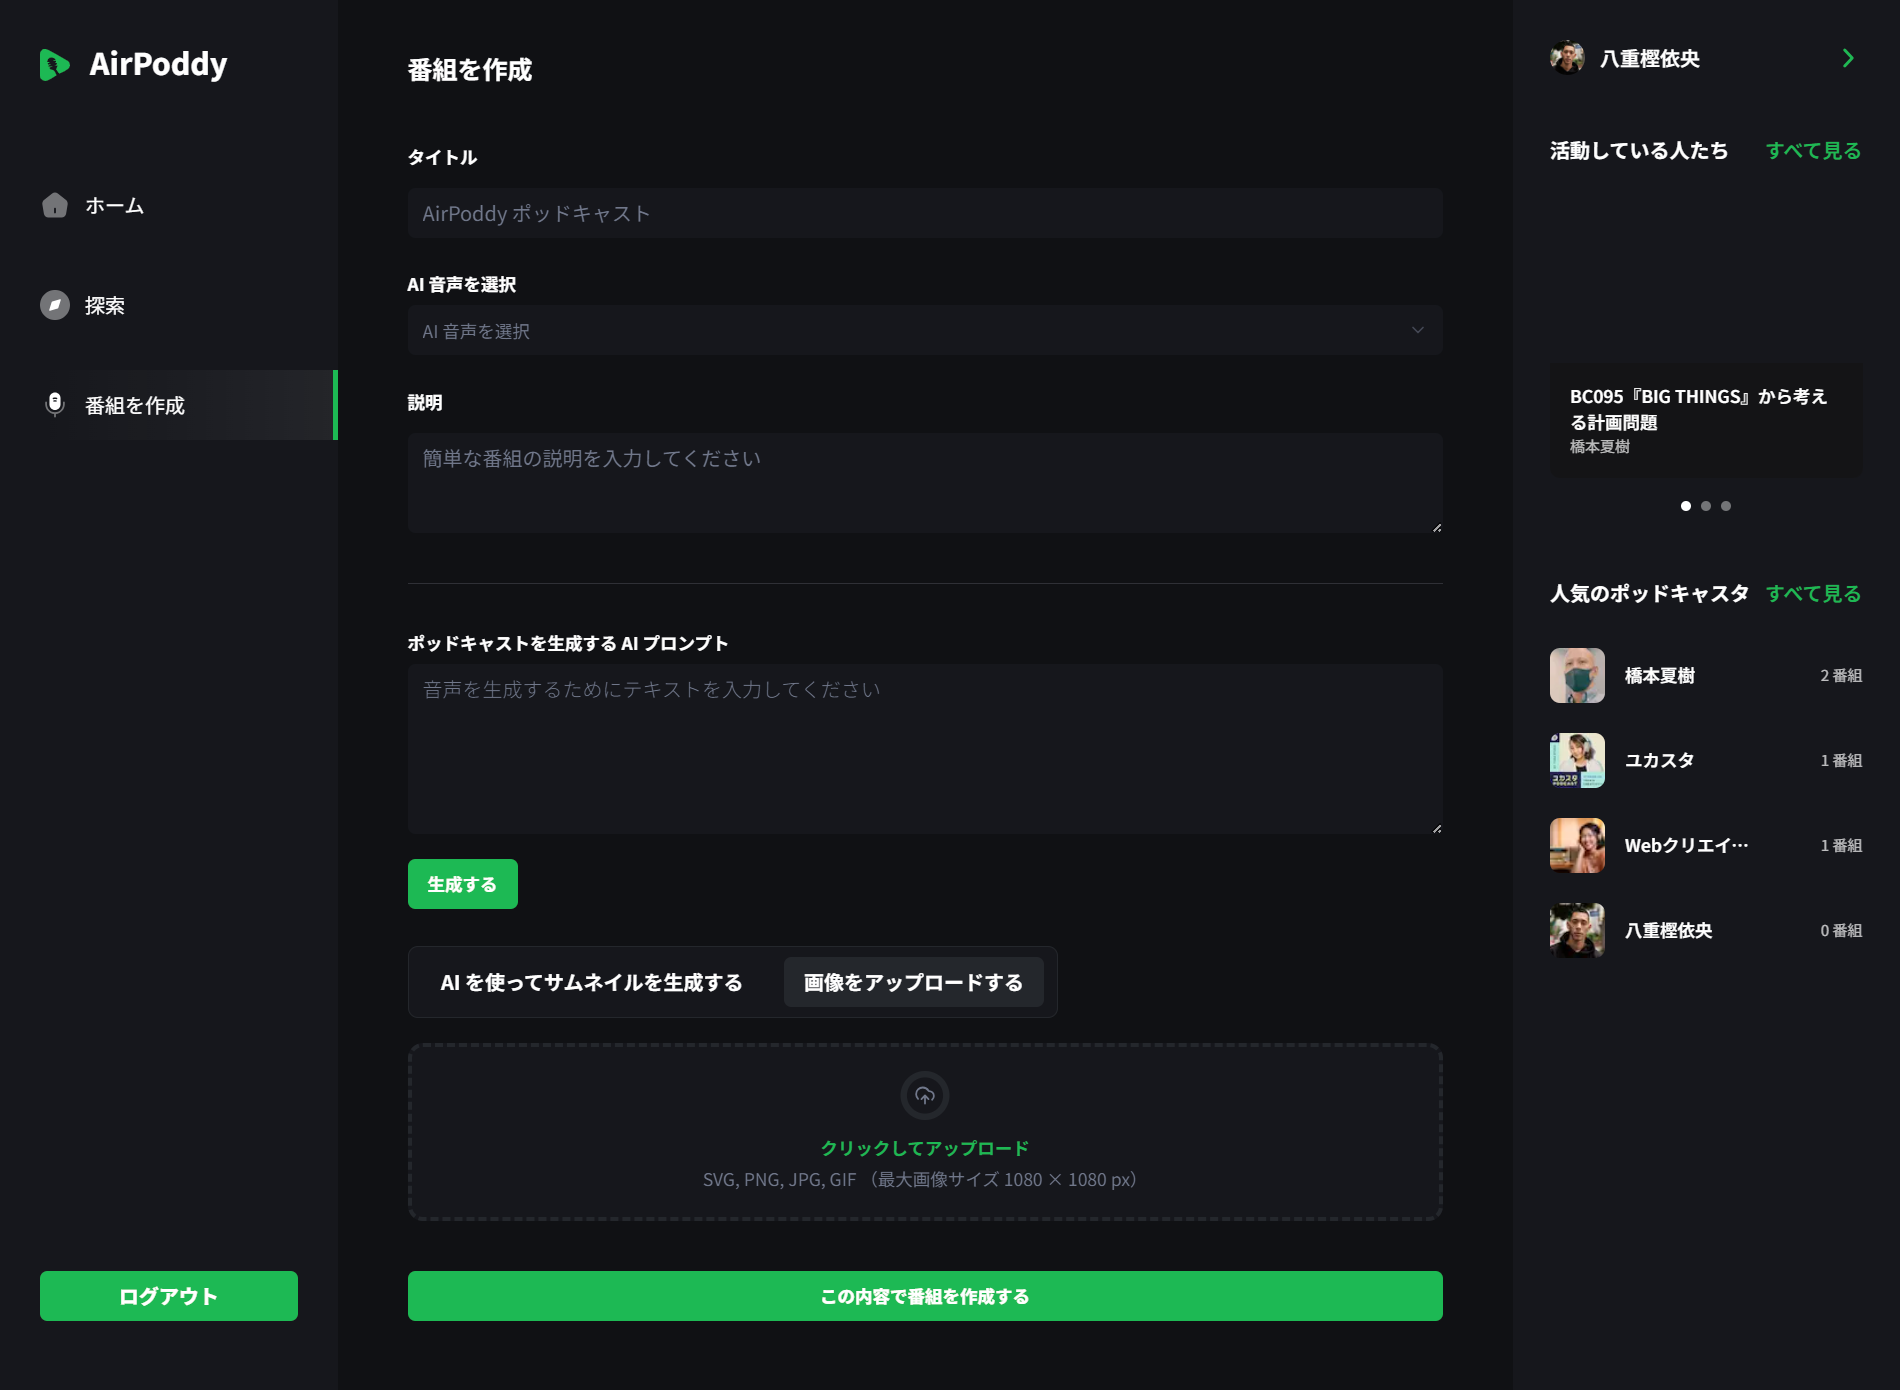 AirPoddy
ホーム
探索
番組を作成
ログアウト
番組を作成
タイトル
AirPoddy ポッドキャスト
AI 音声を選択
AI 音声を選択
説明
簡単な番組の説明を入力してください
ポッドキャストを生成する AI プロンプト
音声を生成するためにテキストを入力してください
生成する
AI を使ってサムネイルを生成する
画像をアップロードする
クリックしてアップロード
SVG, PNG, JPG, GIF （最大画像サイズ 1080 × 1080 px）
この内容で番組を作成する
八重樫依央
活動している人たち
すべて見る
BC095『BIG THINGS』から考え
る計画問題
橋本夏樹
人気のポッドキャスタ
すべて見る
橋本夏樹
2 番組
ユカスタ
1 番組
Webクリエイ…
1 番組
八重樫依央
0 番組
ユカスタ
PODCAST